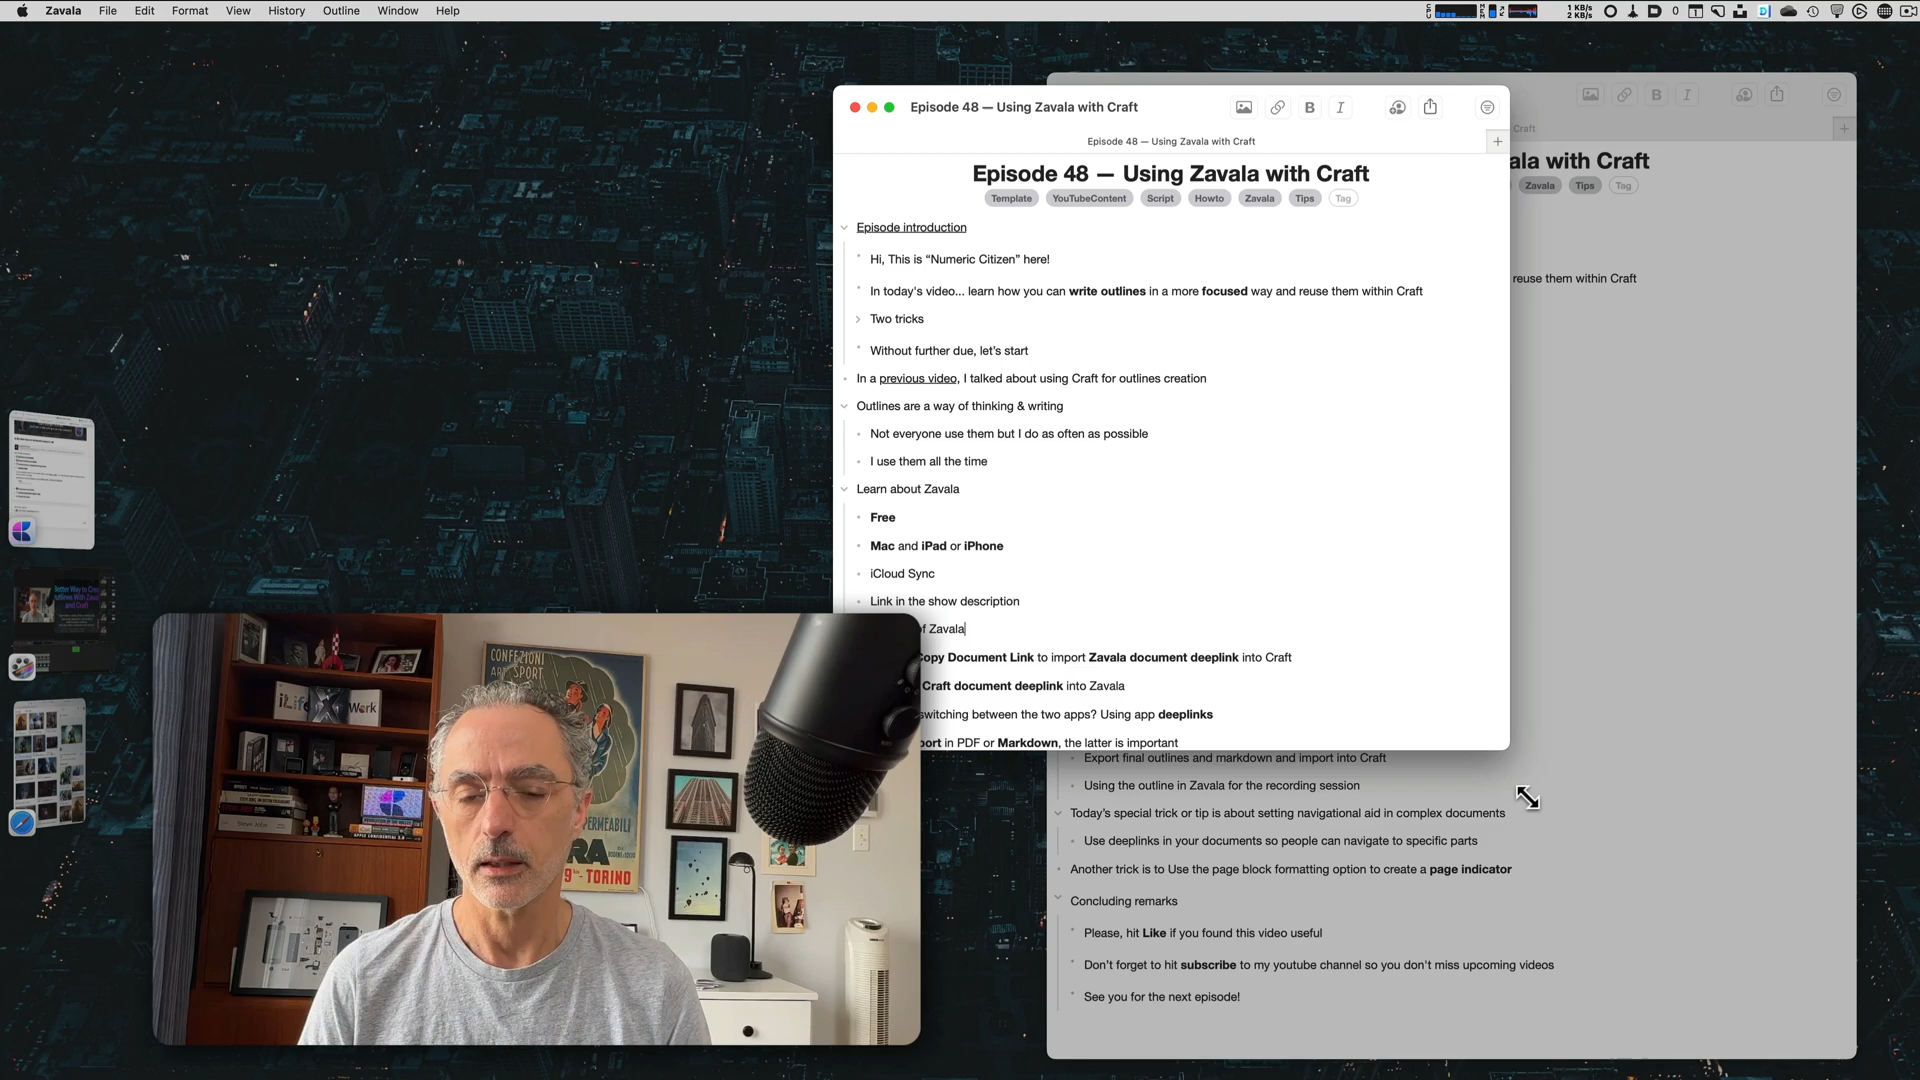 Zavala File Edit Format View History Outline Window Help
1 KB/s
2 KB/s
0
Episode 48 — Using Zavala with Craft
Episode 48 — Using Zavala with Craft
Episode 48 — Using Zavala with Craft
Template YouTubeContent Script Howto Zavala Tips Tag
Episode introduction
Hi, This is “Numeric Citizen” here!
In today's video... learn how you can write outlines in a more focused way and reuse them within Craft
Two tricks
Without further due, let’s start
In a previous video, I talked about using Craft for outlines creation
Outlines are a way of thinking & writing
Not everyone use them but I do as often as possible
I use them all the time
Learn about Zavala
Free
Mac and iPad or iPhone
iCloud Sync
Link in the show description
Zavala
opy Document Link to import Zavala document deeplink into Craft
Craft document deeplink into Zavala
switching between the two apps? Using app deeplinks
port in PDF or Markdown, the latter is important
Craft
ala with Craft
Zavala Tips Tag
reuse them within Craft
Export final outlines and markdown and import into Craft
Using the outline in Zavala for the recording session
Today’s special trick or tip is about setting navigational aid in complex documents
Use deeplinks in your documents so people can navigate to specific parts
Another trick is to Use the page block formatting option to create a page indicator
Concluding remarks
Please, hit Like if you found this video useful
Don’t forget to hit subscribe to my youtube channel so you don't miss upcoming videos
See you for the next episode!
CONFEZIONI
SPORT
PERMEABILI
RA
TORINO
iLife
X
Work